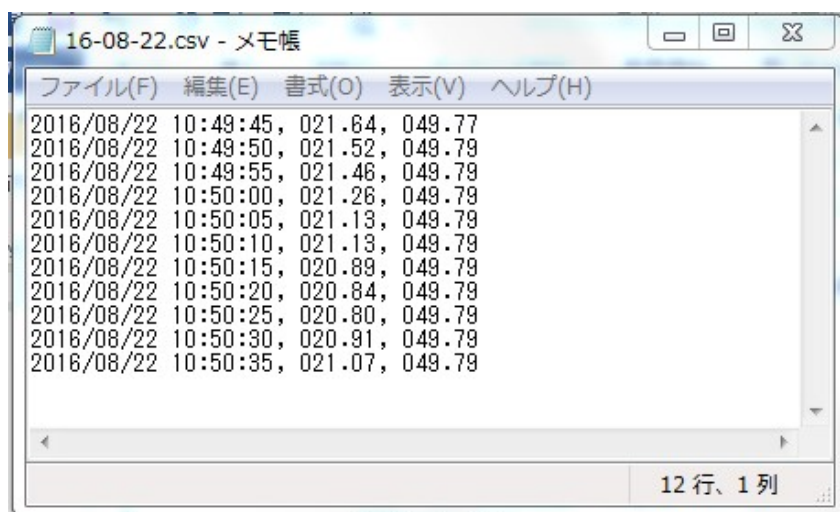 16-08-22.csv - メモ帳
ファイル(F) 編集(E) 書式(O) 表示(V) ヘルプ(H)
2016/08/22 10:49:45, 021.64, 049.77
2016/08/22 10:49:50, 021.52, 049.79
2016/08/22 10:49:55, 021.46, 049.79
2016/08/22 10:50:00, 021.26, 049.79
2016/08/22 10:50:05, 021.13, 049.79
2016/08/22 10:50:10, 021.13, 049.79
2016/08/22 10:50:15, 020.89, 049.79
2016/08/22 10:50:20, 020.84, 049.79
2016/08/22 10:50:25, 020.80, 049.79
2016/08/22 10:50:30, 020.91, 049.79
2016/08/22 10:50:35, 021.07, 049.79
12 行、1 列